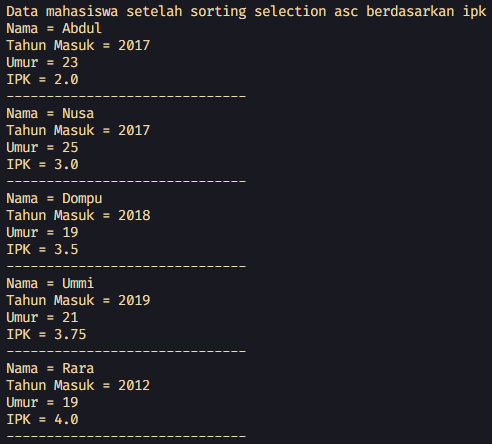 Data mahasiswa setelah sorting selection asc berdasarkan ipk
Nama = Abdul
Tahun Masuk = 2017
Umur = 23
IPK = 2.0
------------------------------
Nama = Nusa
Tahun Masuk = 2017
Umur = 25
IPK = 3.0
------------------------------
Nama = Dompu
Tahun Masuk = 2018
Umur = 19
IPK = 3.5
------------------------------
Nama = Ummi
Tahun Masuk = 2019
Umur = 21
IPK = 3.75
------------------------------
Nama = Rara
Tahun Masuk = 2012
Umur = 19
IPK = 4.0
------------------------------